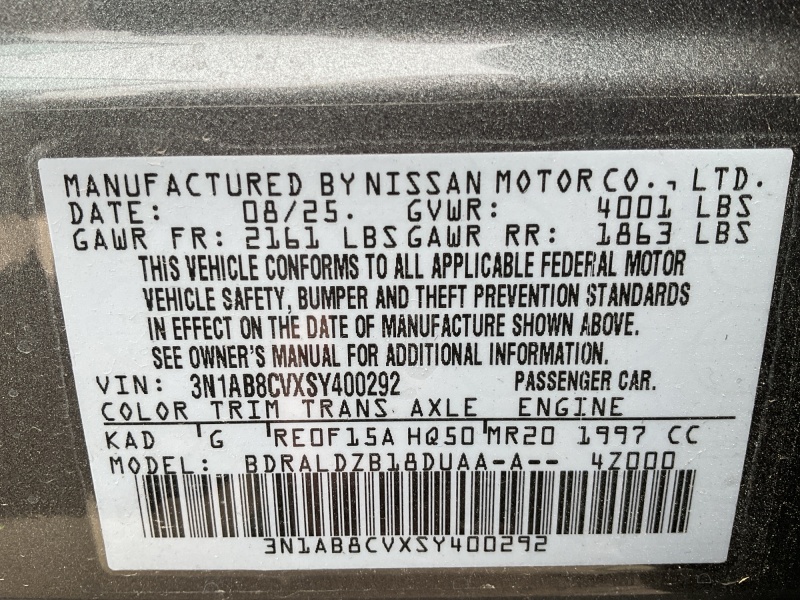 MANUFACTURED BY NISSAN MOTOR CO., LTD.
DATE: 08/25. GVWR: 4001 LBS
GAWR FR: 2161 LBS GAWR RR: 1863 LBS
THIS VEHICLE CONFORMS TO ALL APPLICABLE FEDERAL MOTOR
VEHICLE SAFETY, BUMPER AND THEFT PREVENTION STANDARDS
IN EFFECT ON THE DATE OF MANUFACTURE SHOWN ABOVE.
SEE OWNER'S MANUAL FOR ADDITIONAL INFORMATION.
VIN: 3N1AB8CVXSY400292 PASSENGER CAR.
COLOR TRIM TRANS AXLE ENGINE
KAD G RE0F15A HQ50 MR20 1997 CC
MODEL: BDRALDZB18DUAA-A-- 4Z000
3N1AB8CVXSY400292